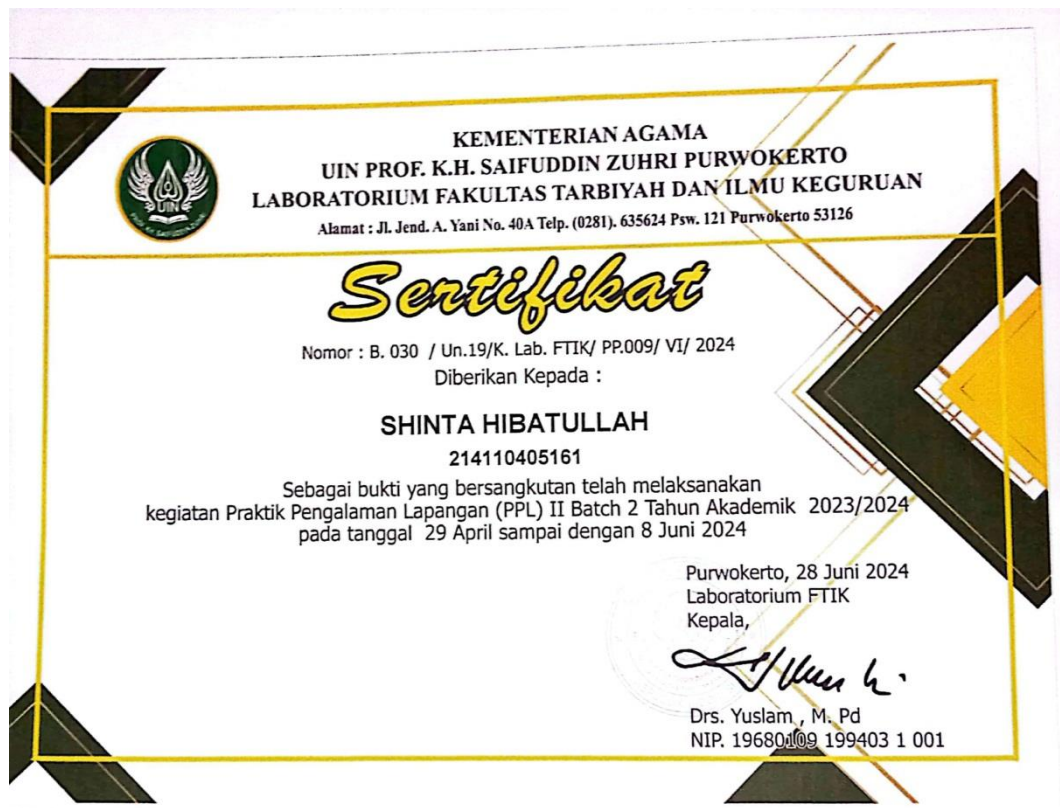 KEMENTERIAN AGAMA
UIN PROF. K.H. SAIFUDDIN ZUHRI PURWOKERTO
LABORATORIUM FAKULTAS TARBIYAH DAN ILMU KEGURUAN
Alamat : Jl. Jend. A. Yani No. 40A Telp. (0281). 635624 Psw. 121 Purwokerto 53126
UIN
Sertifikat
Nomor : B. 030 / Un.19/K. Lab. FTIK/ PP.009/ VI/ 2024
Diberikan Kepada :
SHINTA HIBATULLAH
214110405161
Sebagai bukti yang bersangkutan telah melaksanakan
kegiatan Praktik Pengalaman Lapangan (PPL) II Batch 2 Tahun Akademik 2023/2024
pada tanggal 29 April sampai dengan 8 Juni 2024
Purwokerto, 28 Juni 2024
Laboratorium FTIK
Kepala,
Drs. Yuslam , M. Pd
NIP. 19680109 199403 1 001